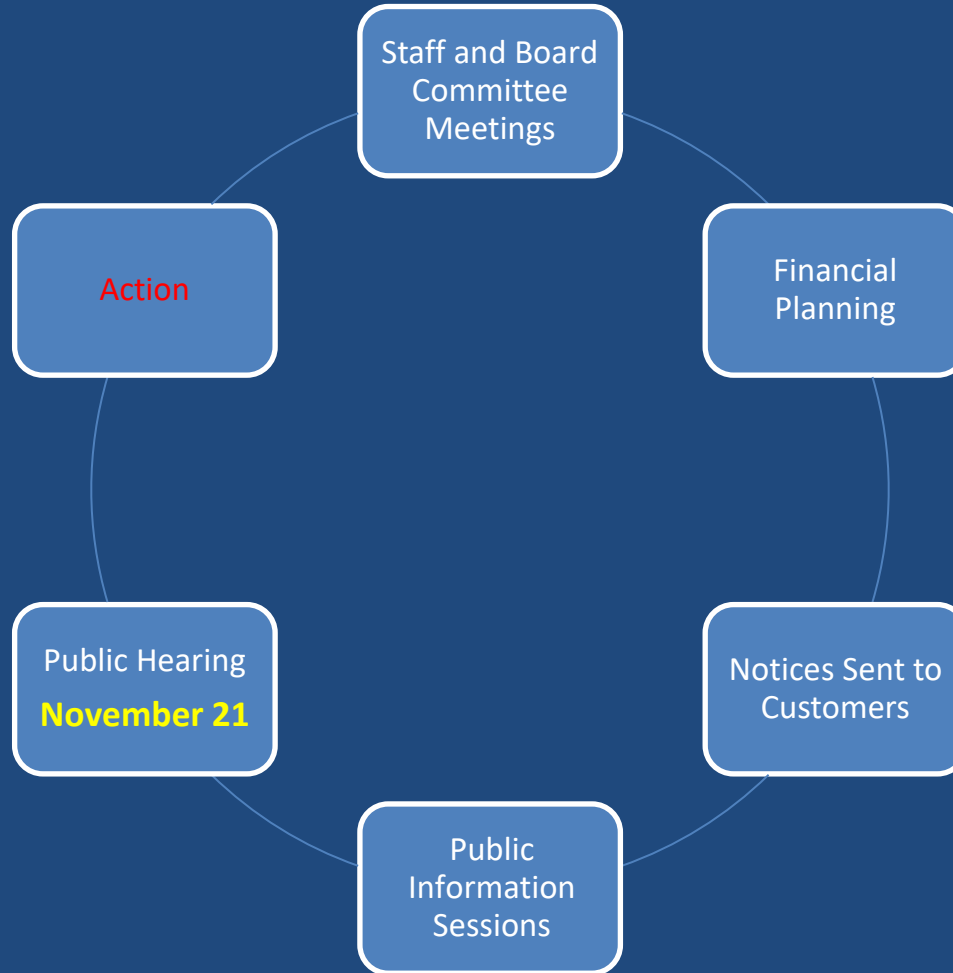 Staff and Board
Committee
Meetings
Financial
Planning
Notices Sent to
Customers
Public
Information
Sessions
Public Hearing
November 21
Action